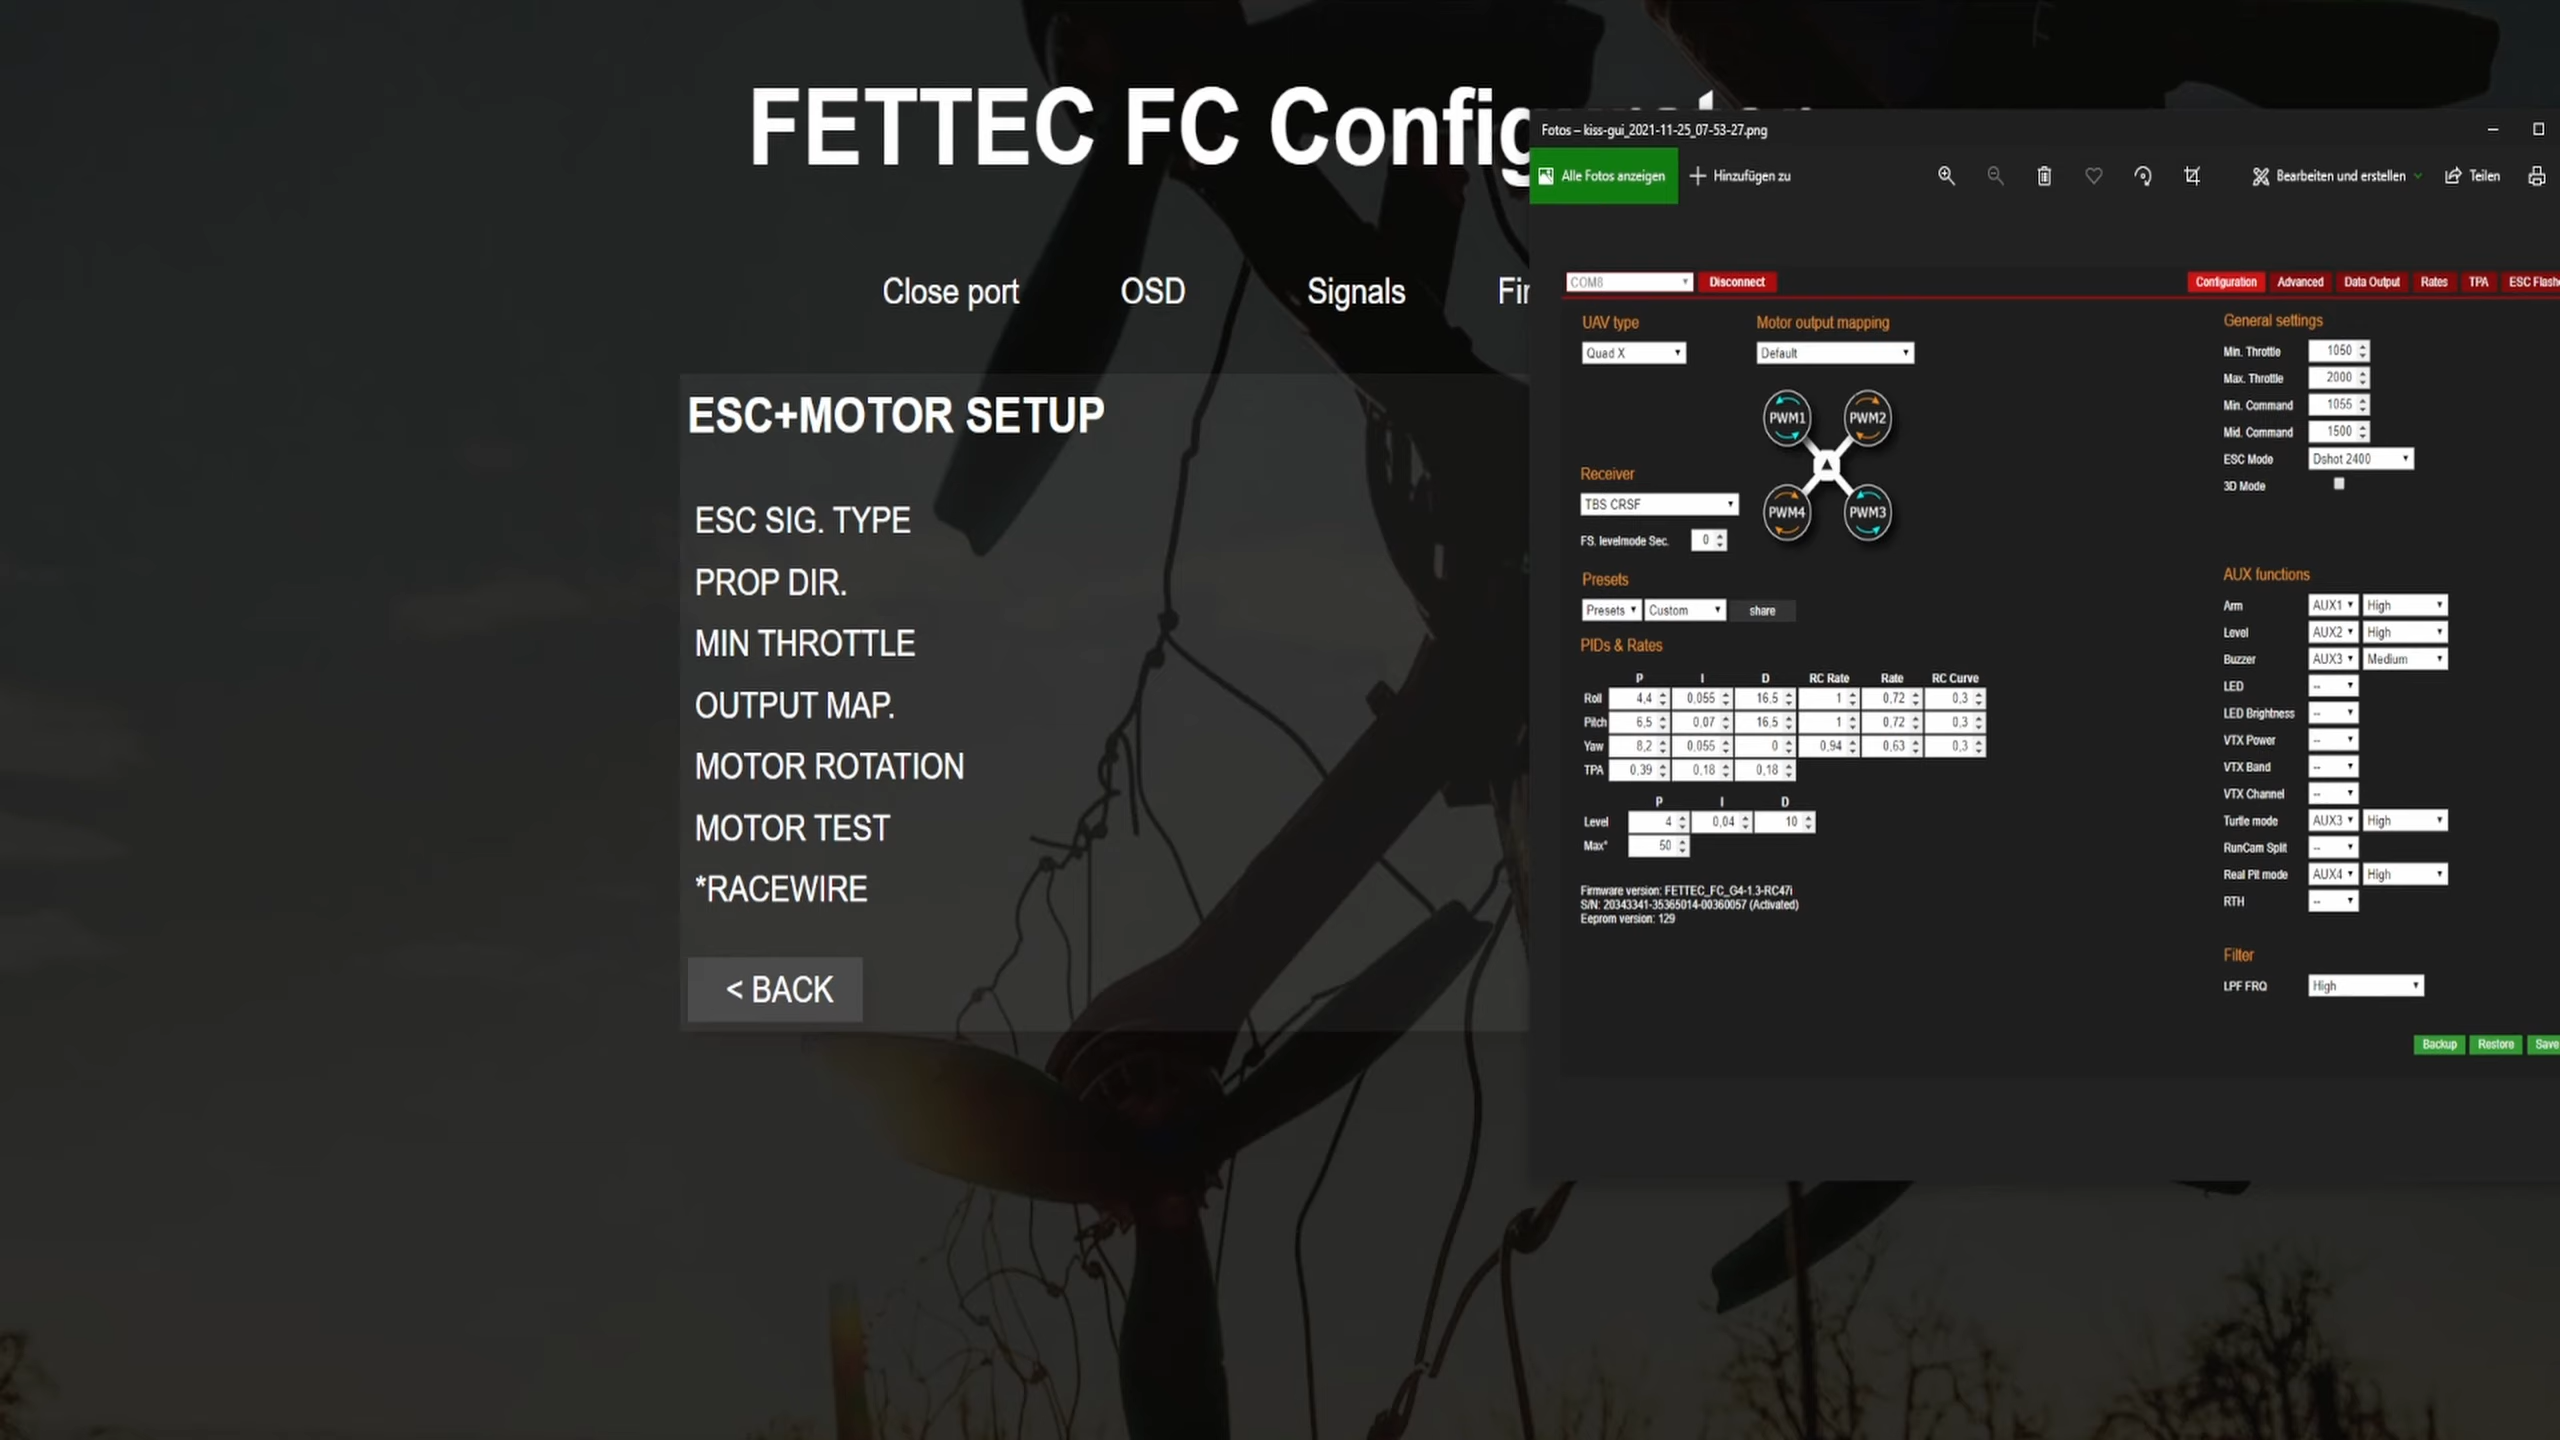 FETTEC FC Config
Close port OSD Signals Fir
ESC+MOTOR SETUP
ESC SIG. TYPE
PROP DIR.
MIN THROTTLE
OUTPUT MAP.
MOTOR ROTATION
MOTOR TEST
*RACEWIRE
< BACK
Fotos – kiss-gui_2021-11-25_07-53-27.png
Alle Fotos anzeigen Hinzufügen zu Bearbeiten und erstellen Teilen
COM8 Disconnect Configuration Advanced Data Output Rates TPA ESC Flashe
UAV type Motor output mapping
Quad X Default
PWM1 PWM2
PWM4 PWM3
Receiver
TBS CRSF
FS. levelmode Sec. 0
Presets
Presets Custom share
PIDs & Rates
P I D RC Rate Rate RC Curve
Roll 4,4 0,055 16,5 1 0,72 0,3
Pitch 6,5 0,07 16,5 1 0,72 0,3
Yaw 8,2 0,055 0 0,94 0,63 0,3
TPA 0,39 0,18 0,18
P I D
Level 4 0,04 10
Max° 50
Firmware version: FETTEC_FC_G4-1.3-RC47i
S/N: 20343341-35365014-00360057 (Activated)
Eeprom version: 129
General settings
Min. Throttle 1050
Max. Throttle 2000
Min. Command 1055
Mid. Command 1500
ESC Mode Dshot 2400
3D Mode
AUX functions
Arm AUX1 High
Level AUX2 High
Buzzer AUX3 Medium
LED --
LED Brightness --
VTX Power --
VTX Band --
VTX Channel --
Turtle mode AUX3 High
RunCam Split --
Real Pit mode AUX4 High
RTH --
Filter
LPF FRQ High
Backup Restore Save